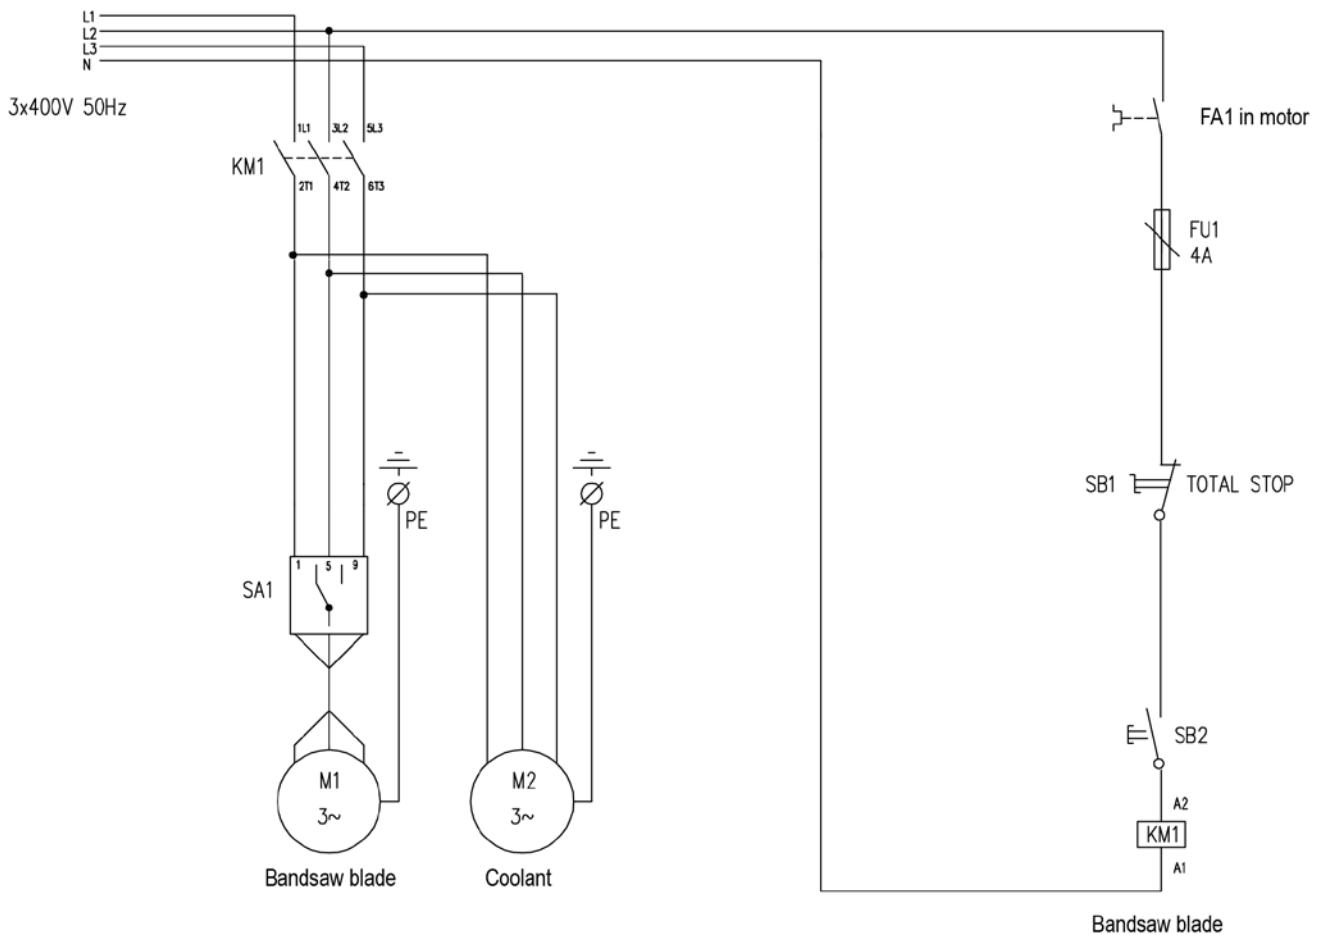 L1
L2
L3
N
3x400V 50Hz
FA1 in motor
1L1 3L2 5L3
KM1
2T1 4T2 6T3
FU1
4A
SB1 TOTAL STOP
PE PE
1 5 9
SA1
SB2
M1 M2
3~ 3~
A2
KM1
A1
Bandsaw blade Coolant
Bandsaw blade